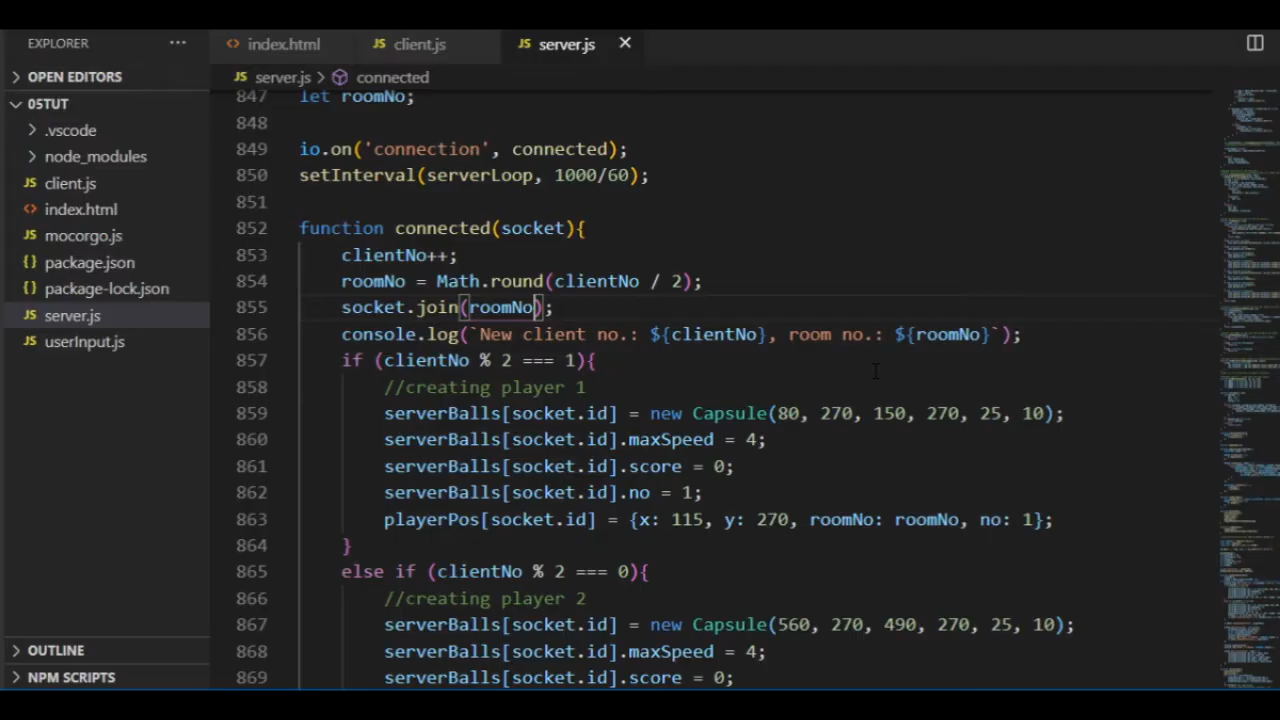 EXPLORER
index.html
client.js
server.js
OPEN EDITORS
server.js > connected
05TUT
.vscode
node_modules
client.js
index.html
mocorgo.js
package.json
package-lock.json
server.js
userInput.js
OUTLINE
NPM SCRIPTS
847 let roomNo;
848
849 io.on('connection', connected);
850 setInterval(serverLoop, 1000/60);
851
852 function connected(socket){
853 clientNo++;
854 roomNo = Math.round(clientNo / 2);
855 socket.join(roomNo);
856 console.log(`New client no.: ${clientNo}, room no.: ${roomNo}`);
857 if (clientNo % 2 === 1){
858 //creating player 1
859 serverBalls[socket.id] = new Capsule(80, 270, 150, 270, 25, 10);
860 serverBalls[socket.id].maxSpeed = 4;
861 serverBalls[socket.id].score = 0;
862 serverBalls[socket.id].no = 1;
863 playerPos[socket.id] = {x: 115, y: 270, roomNo: roomNo, no: 1};
864 }
865 else if (clientNo % 2 === 0){
866 //creating player 2
867 serverBalls[socket.id] = new Capsule(560, 270, 490, 270, 25, 10);
868 serverBalls[socket.id].maxSpeed = 4;
869 serverBalls[socket.id].score = 0;